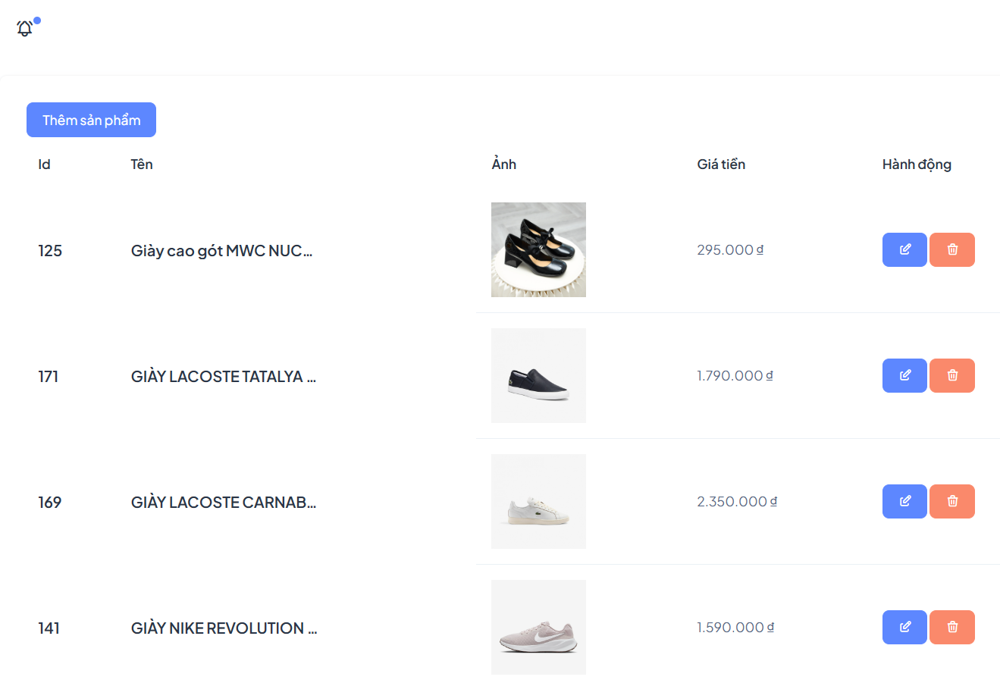 Thêm sản phẩm
Id Tên Ảnh Giá tiền Hành động
125 Giày cao gót MWC NUC... 295.000 ₫
171 GIÀY LACOSTE TATALYA ... 1.790.000 ₫
169 GIÀY LACOSTE CARNAB... 2.350.000 ₫
141 GIÀY NIKE REVOLUTION ... 1.590.000 ₫